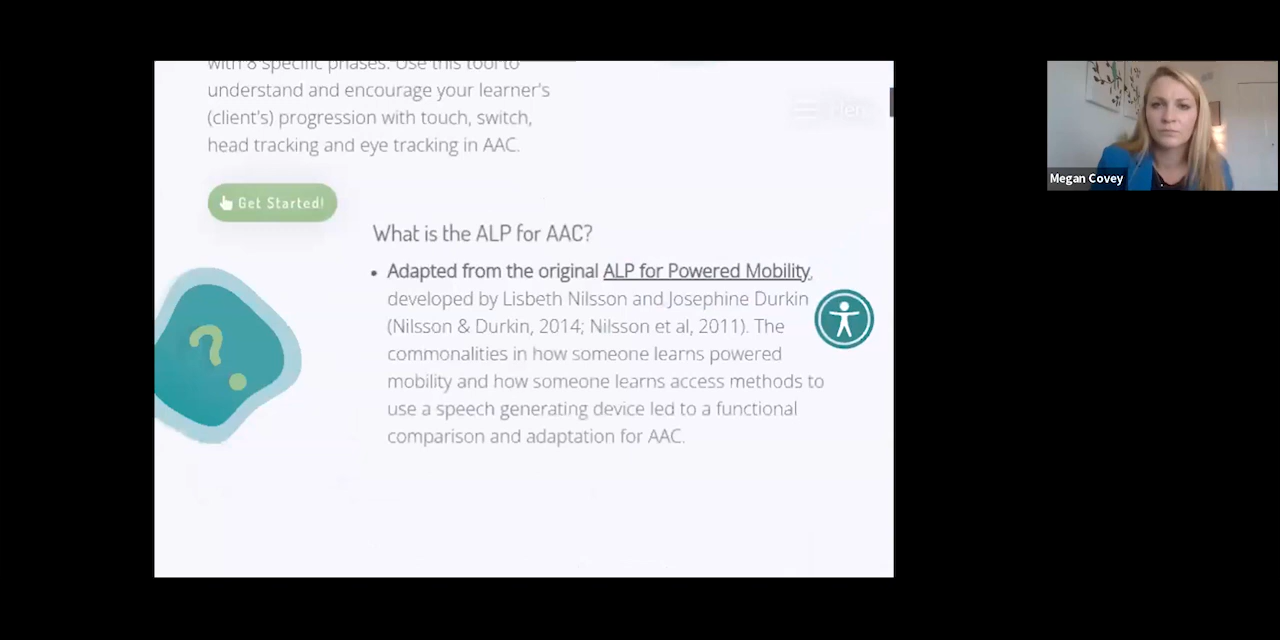 with 8 specific phases. Use this tool to
understand and encourage your learner's
(client's) progression with touch, switch,
head tracking and eye tracking in AAC.
Menu
Get Started!
What is the ALP for AAC?
• Adapted from the original ALP for Powered Mobility,
developed by Lisbeth Nilsson and Josephine Durkin
(Nilsson & Durkin, 2014; Nilsson et al, 2011). The
commonalities in how someone learns powered
mobility and how someone learns access methods to
use a speech generating device led to a functional
comparison and adaptation for AAC.
?
Megan Covey